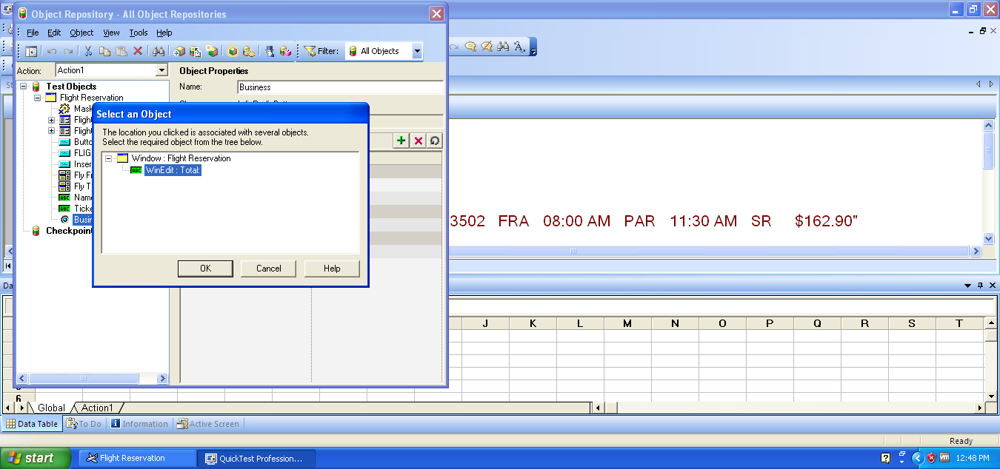 Object Repository - All Object Repositories
File Edit Object View Tools Help
Filter: All Objects
Action: Action1
Object Properties
Test Objects
Name: Business
Flight Reservation
Select an Object
The location you clicked is associated with several objects.
Select the required object from the tree below.
Window : Flight Reservation
WinEdit : Total:
Flight
Flight
FLIG
Inser
Fly F
Fly T
Name
Ticke
Busin
Checkpoint
OK Cancel Help
3502 FRA 08:00 AM PAR 11:30 AM SR $162.90"
J K L M N O P Q R S T
6
Global Action1
Data Table To Do Information Active Screen
Ready
start Flight Reservation QuickTest Profession... 12:48 PM